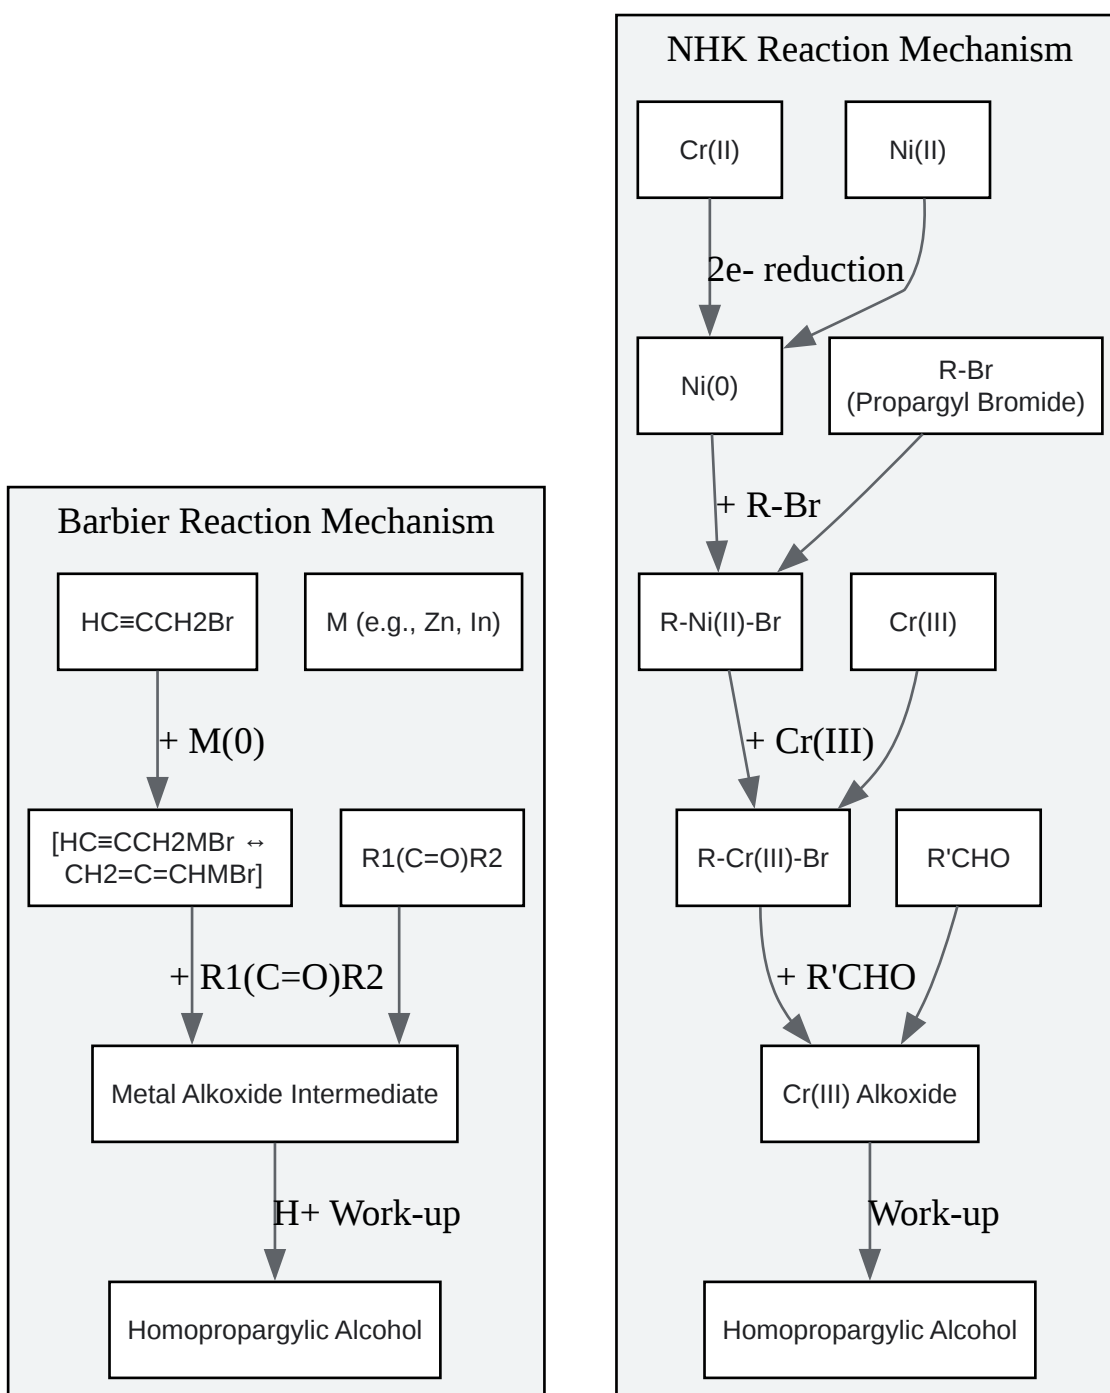 NHK Reaction Mechanism
Cr(II)
Ni(II)
2e- reduction
Ni(0)
R-Br
(Propargyl Bromide)
+ R-Br
R-Ni(II)-Br
Cr(III)
+ Cr(III)
R-Cr(III)-Br
R'CHO
+ R'CHO
Cr(III) Alkoxide
Work-up
Homopropargylic Alcohol
Barbier Reaction Mechanism
HC≡CCH2Br
M (e.g., Zn, In)
+ M(0)
[HC≡CCH2MBr ↔
CH2=C=CHMBr]
R1(C=O)R2
+ R1(C=O)R2
Metal Alkoxide Intermediate
H+ Work-up
Homopropargylic Alcohol